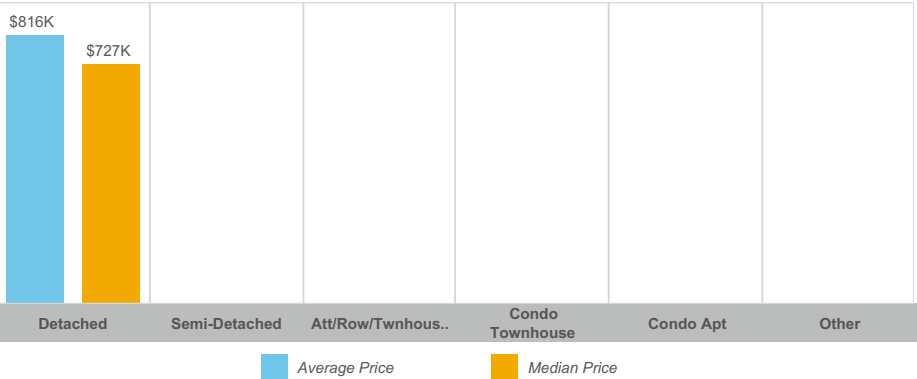 $816K
$727K
Detached
Semi-Detached
Att/Row/Twnhous..
Condo
Townhouse
Condo Apt
Other
Average Price
Median Price